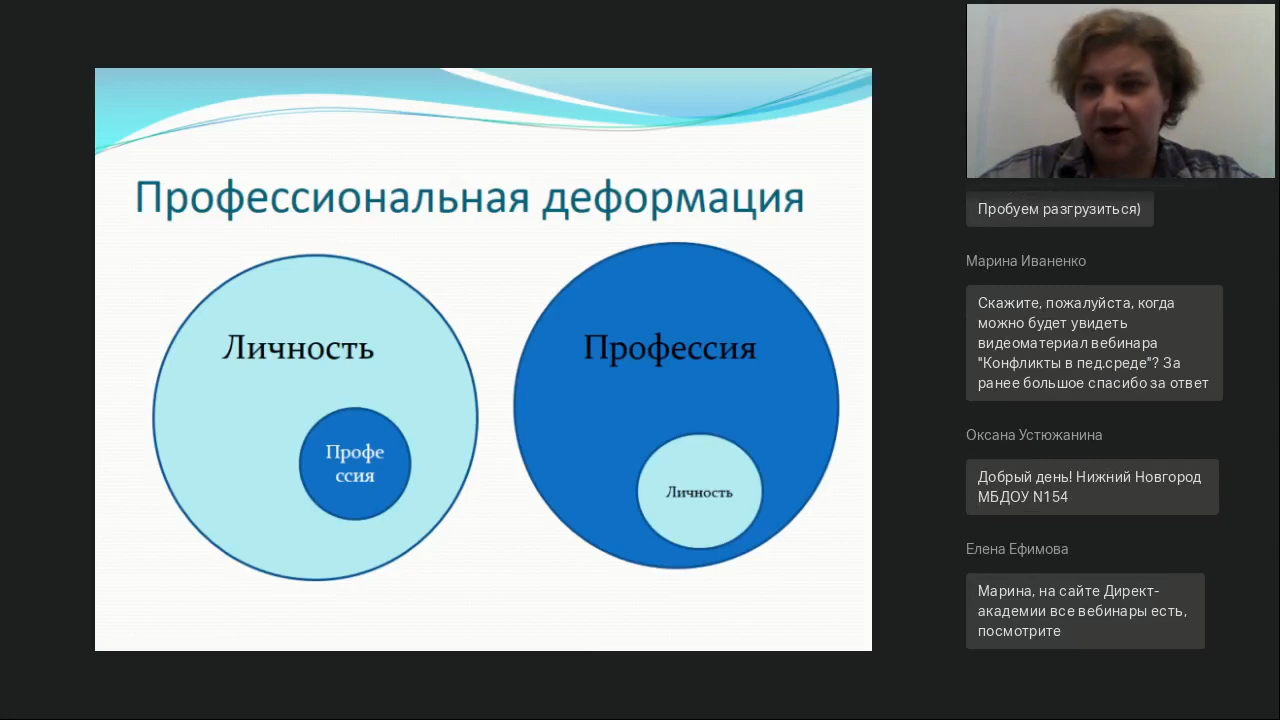 Профессиональная деформация
Личность
Профе
ссия
Профессия
Личность
Пробуем разгрузиться)
Марина Иваненко
Скажите, пожалуйста, когда
можно будет увидеть
видеоматериал вебинара
"Конфликты в пед.среде"? За
ранее большое спасибо за ответ
Оксана Устюжанина
Добрый день! Нижний Новгород
МБДОУ N154
Елена Ефимова
Марина, на сайте Директ-
академии все вебинары есть,
посмотрите